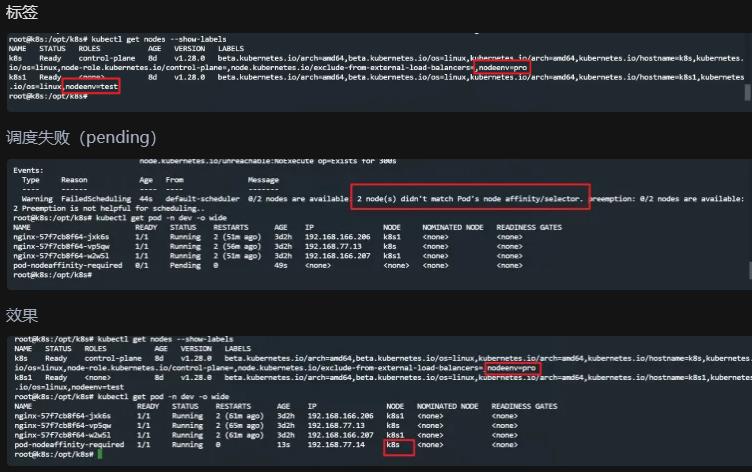 标签
root@k8s:/opt/k8s# kubectl get nodes --show-labels
NAME STATUS ROLES AGE VERSION LABELS
k8s Ready control-plane 8d v1.28.0 beta.kubernetes.io/arch=amd64,beta.kubernetes.io/os=linux,kubernetes.io/arch=amd64,kubernetes.io/hostname=k8s,kubernetes.
io/os=linux,node-role.kubernetes.io/control-plane=,node.kubernetes.io/exclude-from-external-load-balancers=,nodeenv=pro
k8s1 Ready <none> 8d v1.28.0 beta.kubernetes.io/arch=amd64,beta.kubernetes.io/os=linux,kubernetes.io/arch=amd64,kubernetes.io/hostname=k8s1,kubernetes
.io/os=linux,nodeenv=test
root@k8s:/opt/k8s#
调度失败（pending）
node.kubernetes.io/unreachable:NoExecute op=Exists for 300s
Events:
Type Reason Age From Message
---- ------ ---- ---- -------
Warning FailedScheduling 44s default-scheduler 0/2 nodes are available: 2 node(s) didn't match Pod's node affinity/selector. preemption: 0/2 nodes are available:
2 Preemption is not helpful for scheduling..
root@k8s:/opt/k8s# kubectl get pod -n dev -o wide
NAME READY STATUS RESTARTS AGE IP NODE NOMINATED NODE READINESS GATES
nginx-57f7cb8f64-jxk6s 1/1 Running 2 (51m ago) 3d2h 192.168.166.206 k8s1 <none> <none>
nginx-57f7cb8f64-vp5qw 1/1 Running 2 (56m ago) 3d2h 192.168.77.13 k8s <none> <none>
nginx-57f7cb8f64-w2w5l 1/1 Running 2 (51m ago) 3d2h 192.168.166.207 k8s1 <none> <none>
pod-nodeaffinity-required 0/1 Pending 0 49s <none> <none> <none> <none>
root@k8s:/opt/k8s#
效果
root@k8s:/opt/k8s# kubectl get nodes --show-labels
NAME STATUS ROLES AGE VERSION LABELS
k8s Ready control-plane 8d v1.28.0 beta.kubernetes.io/arch=amd64,beta.kubernetes.io/os=linux,kubernetes.io/arch=amd64,kubernetes.io/hostname=k8s,kubernetes.
io/os=linux,node-role.kubernetes.io/control-plane=,node.kubernetes.io/exclude-from-external-load-balancers=,nodeenv=pro
k8s1 Ready <none> 8d v1.28.0 beta.kubernetes.io/arch=amd64,beta.kubernetes.io/os=linux,kubernetes.io/arch=amd64,kubernetes.io/hostname=k8s1,kubernetes
.io/os=linux,nodeenv=test
root@k8s:/opt/k8s# kubectl get pod -n dev -o wide
NAME READY STATUS RESTARTS AGE IP NODE NOMINATED NODE READINESS GATES
nginx-57f7cb8f64-jxk6s 1/1 Running 2 (61m ago) 3d2h 192.168.166.206 k8s1 <none> <none>
nginx-57f7cb8f64-vp5qw 1/1 Running 2 (65m ago) 3d2h 192.168.77.13 k8s <none> <none>
nginx-57f7cb8f64-w2w5l 1/1 Running 2 (61m ago) 3d2h 192.168.166.207 k8s1 <none> <none>
pod-nodeaffinity-required 1/1 Running 0 13s 192.168.77.14 k8s <none> <none>
root@k8s:/opt/k8s#